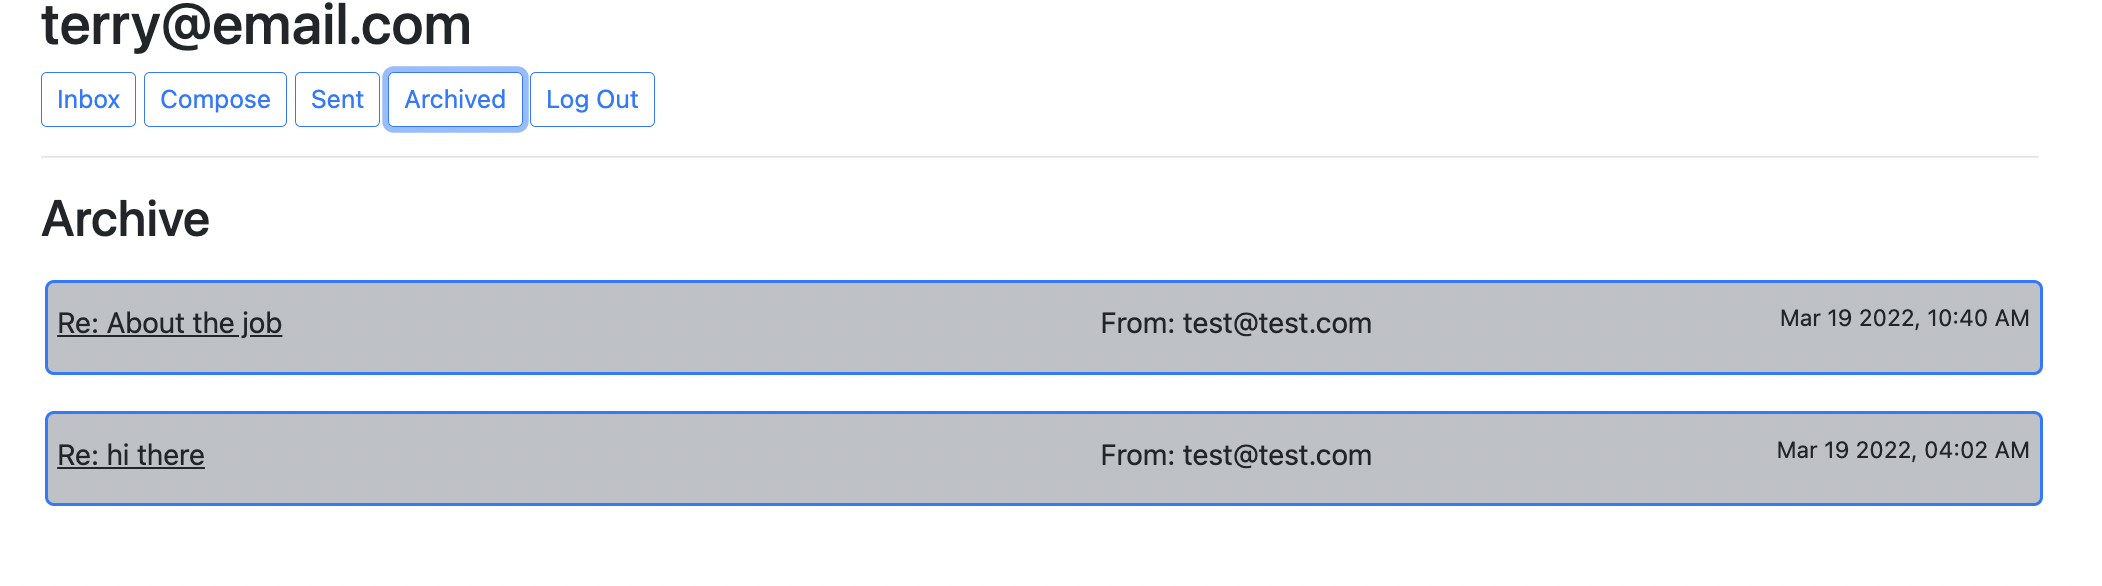 terry@email.com
Inbox Compose Sent Archived Log Out
Archive
Re: About the job From: test@test.com Mar 19 2022, 10:40 AM
Re: hi there From: test@test.com Mar 19 2022, 04:02 AM